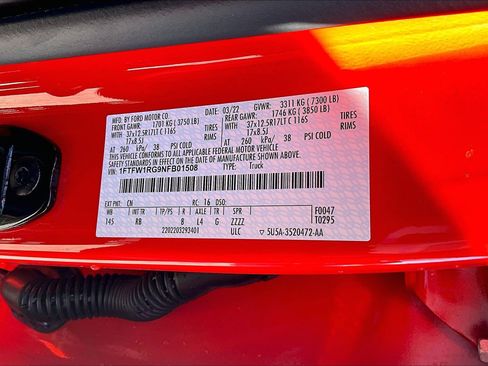 MFD. BY FORD MOTOR CO. 03/22 GVWR: 3311 KG ( 7300 LB)
FRONT GAWR: 1701 KG ( 3750 LB) REAR GAWR: 1746 KG ( 3850 LB)
37x12.5R17LT C 116S TIRES 37x12.5R17LT C 116S TIRES
17x8.5J RIMS 17x8.5J RIMS
AT 260 kPa/ 38 PSI COLD AT 260 kPa/ 38 PSI COLD
THIS VEHICLE CONFORMS TO ALL APPLICABLE FEDERAL MOTOR VEHICLE
SAFETY STANDARDS IN EFFECT ON THE DATE OF MANUFACTURE SHOWN ABOVE.
VIN: 1FTFW1RG9NFB01508 TYPE: Truck
EXT PNT: CN RC: 16 DSO:
WB INT TR TP/PS R AXLE TR SPR F0047
145 RB 8 L4 G ZZZZ T0295
2202203293401 ULC 5U5A-3520472-AA